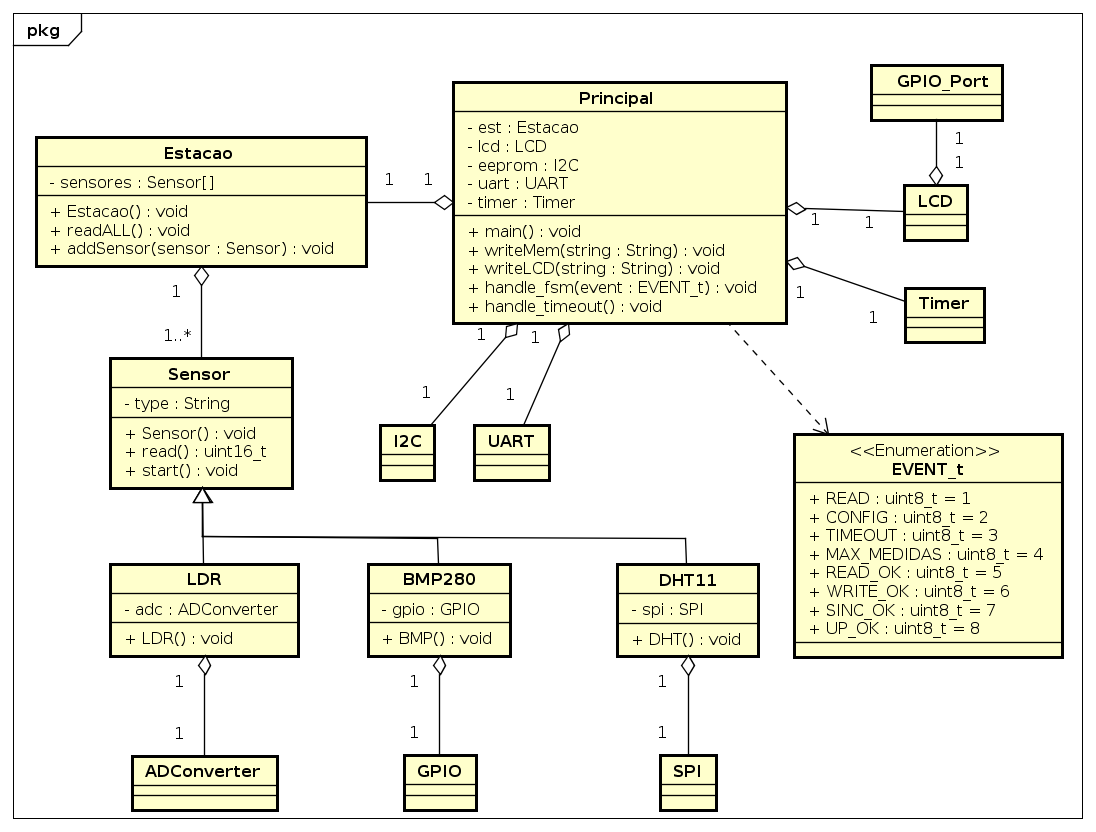 pkg
Estacao
- sensores : Sensor[]
+ Estacao() : void
+ readALL() : void
+ addSensor(sensor : Sensor) : void
1
1
Principal
- est : Estacao
- lcd : LCD
- eeprom : I2C
- uart : UART
- timer : Timer
+ main() : void
+ writeMem(string : String) : void
+ writeLCD(string : String) : void
+ handle_fsm(event : EVENT_t) : void
+ handle_timeout() : void
GPIO_Port
1
1
LCD
1
1
Timer
1
1
1
1..*
Sensor
- type : String
+ Sensor() : void
+ read() : uint16_t
+ start() : void
1
1
I2C
1
1
UART
<<Enumeration>>
EVENT_t
+ READ : uint8_t = 1
+ CONFIG : uint8_t = 2
+ TIMEOUT : uint8_t = 3
+ MAX_MEDIDAS : uint8_t = 4
+ READ_OK : uint8_t = 5
+ WRITE_OK : uint8_t = 6
+ SINC_OK : uint8_t = 7
+ UP_OK : uint8_t = 8
LDR
- adc : ADConverter
+ LDR() : void
1
1
ADConverter
BMP280
- gpio : GPIO
+ BMP() : void
1
1
GPIO
DHT11
- spi : SPI
+ DHT() : void
1
1
SPI